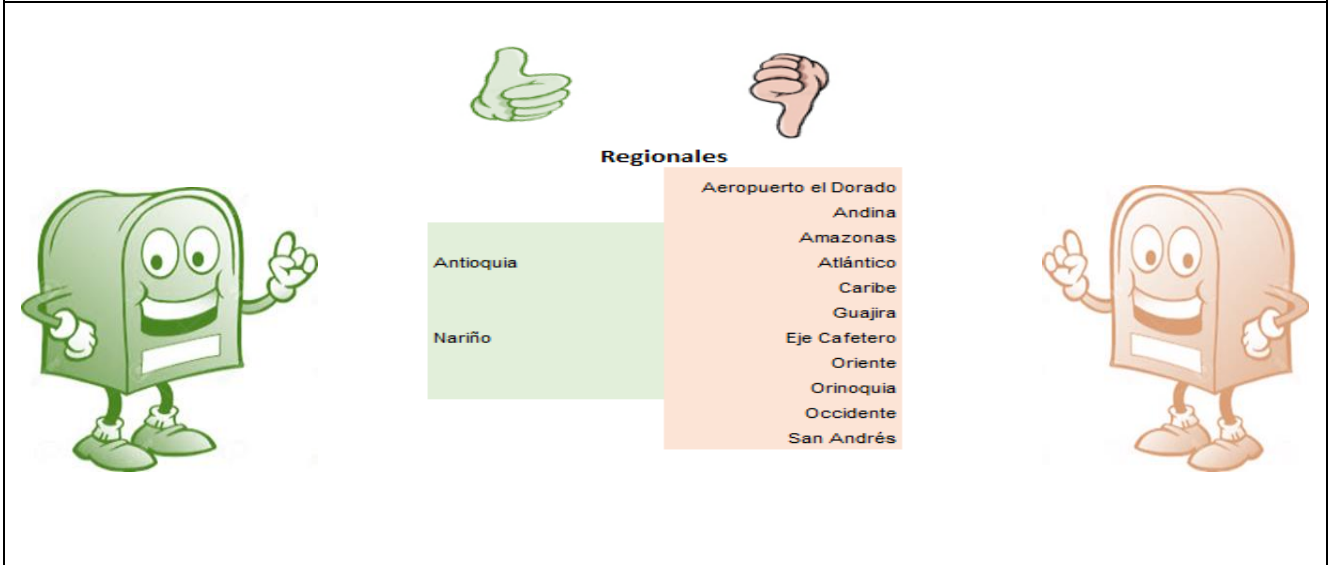 Regionales
Antioquia
Nariño
Aeropuerto el Dorado
Andina
Amazonas
Atlántico
Caribe
Guajira
Eje Cafetero
Oriente
Orinoquia
Occidente
San Andrés